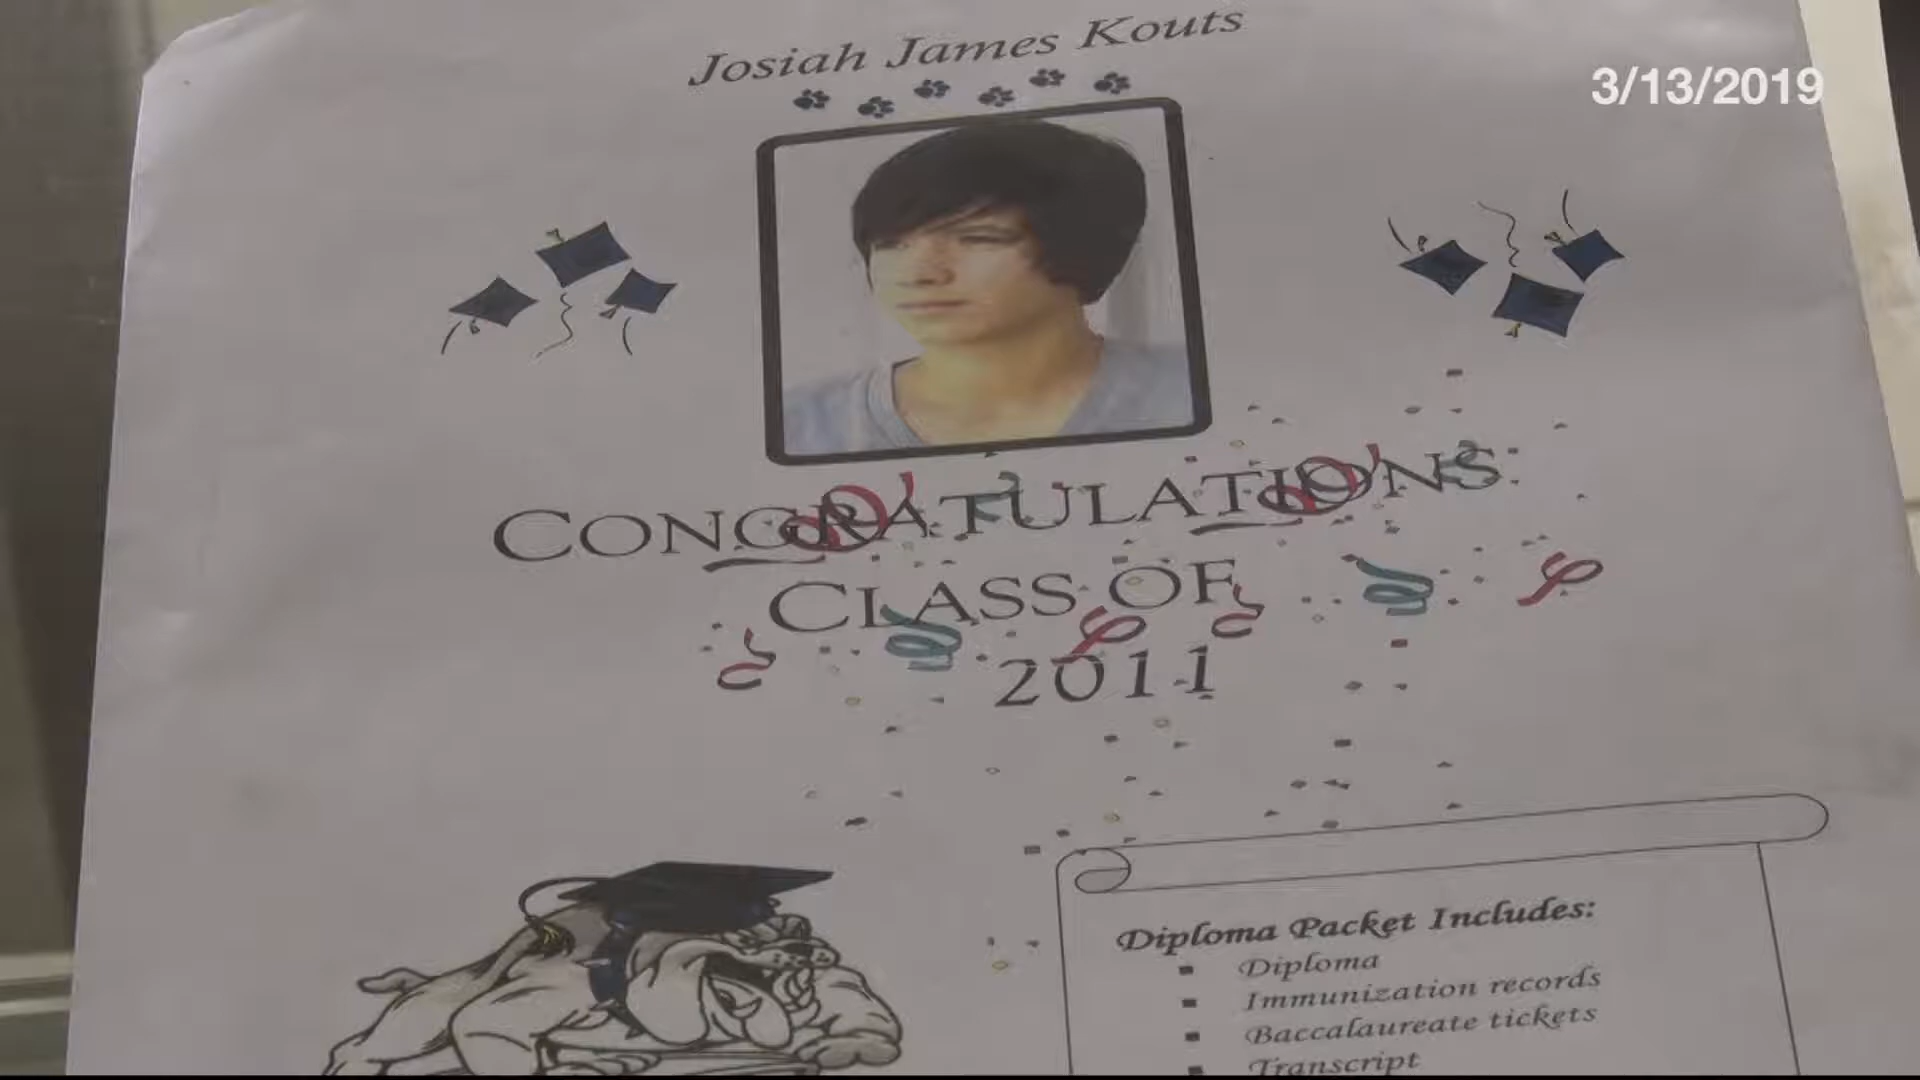 Josiah James Kouts
3/13/2019
CONGRATULATIONS
CLASS OF
2011
Diploma Packet Includes:
▪ Diploma
▪ Immunization records
▪ Baccalaureate tickets
▪ Transcript